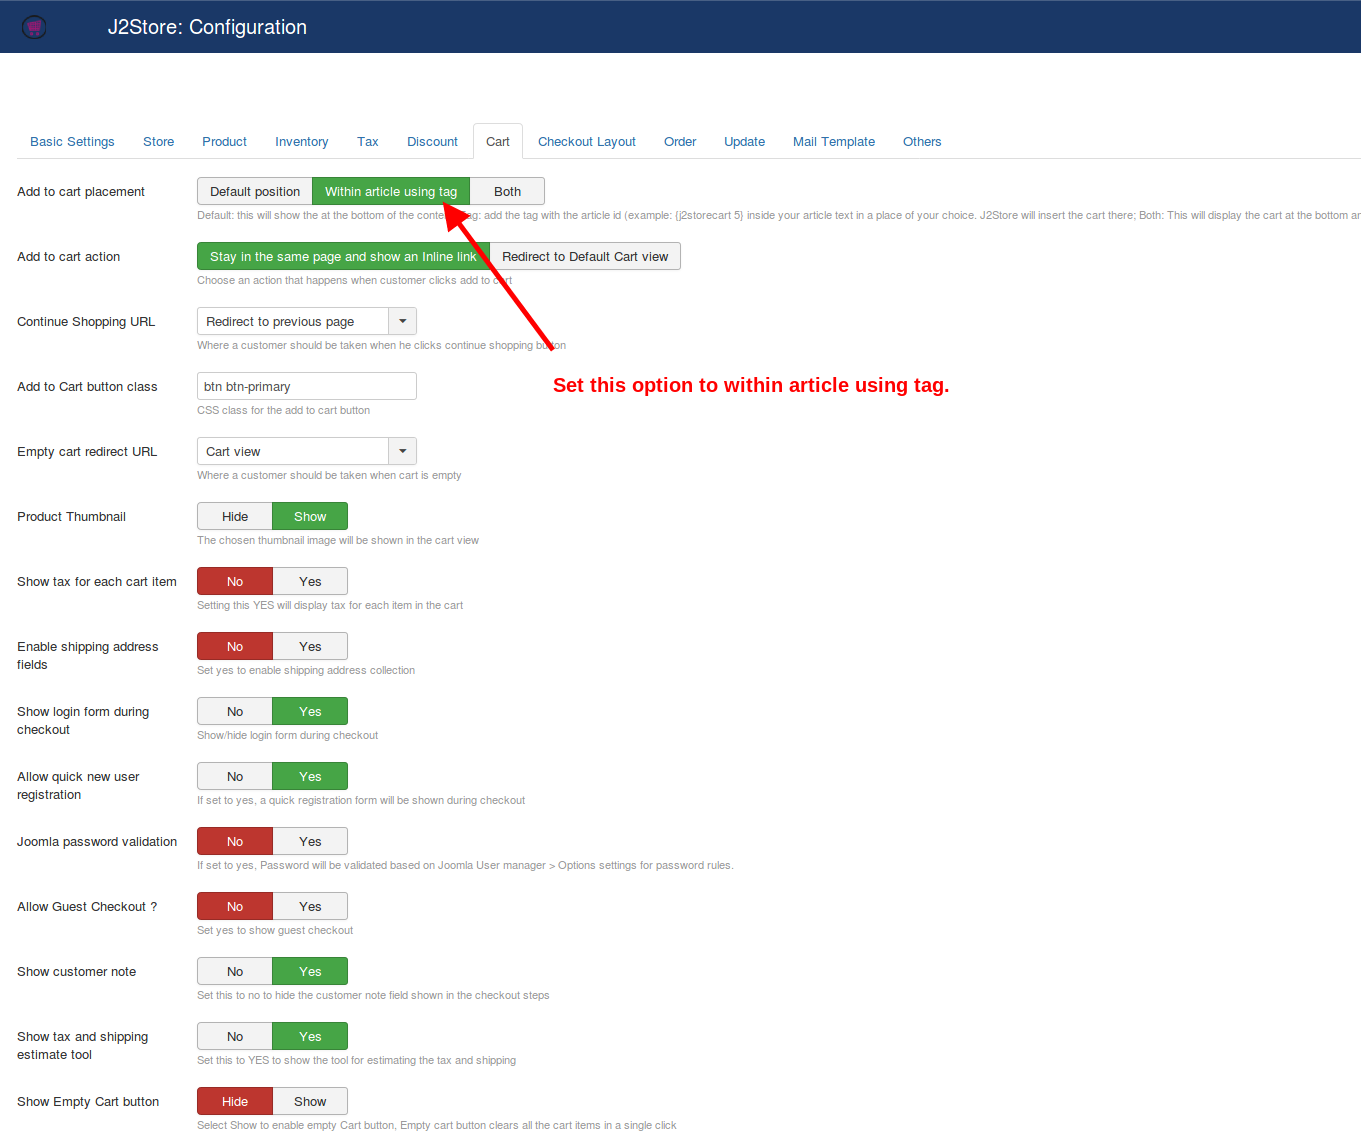 J2Store: Configuration
Basic Settings Store Product Inventory Tax Discount Cart Checkout Layout Order Update Mail Template Others
Add to cart placement Default position Within article using tag Both
Default: this will show the at the bottom of the conte ag: add the tag with the article id (example: {j2storecart 5} inside your article text in a place of your choice. J2Store will insert the cart there; Both: This will display the cart at the bottom ar
Add to cart action Stay in the same page and show an Inline link Redirect to Default Cart view
Choose an action that happens when customer clicks add to cart
Continue Shopping URL Redirect to previous page
Where a customer should be taken when he clicks continue shopping button
Set this option to within article using tag.
Add to Cart button class btn btn-primary
CSS class for the add to cart button
Empty cart redirect URL Cart view
Where a customer should be taken when cart is empty
Product Thumbnail Hide Show
The chosen thumbnail image will be shown in the cart view
Show tax for each cart item No Yes
Setting this YES will display tax for each item in the cart
Enable shipping address fields No Yes
Set yes to enable shipping address collection
Show login form during checkout No Yes
Show/hide login form during checkout
Allow quick new user registration No Yes
If set to yes, a quick registration form will be shown during checkout
Joomla password validation No Yes
If set to yes, Password will be validated based on Joomla User manager > Options settings for password rules.
Allow Guest Checkout ? No Yes
Set yes to show guest checkout
Show customer note No Yes
Set this to no to hide the customer note field shown in the checkout steps
Show tax and shipping estimate tool No Yes
Set this to YES to show the tool for estimating the tax and shipping
Show Empty Cart button Hide Show
Select Show to enable empty Cart button, Empty cart button clears all the cart items in a single click